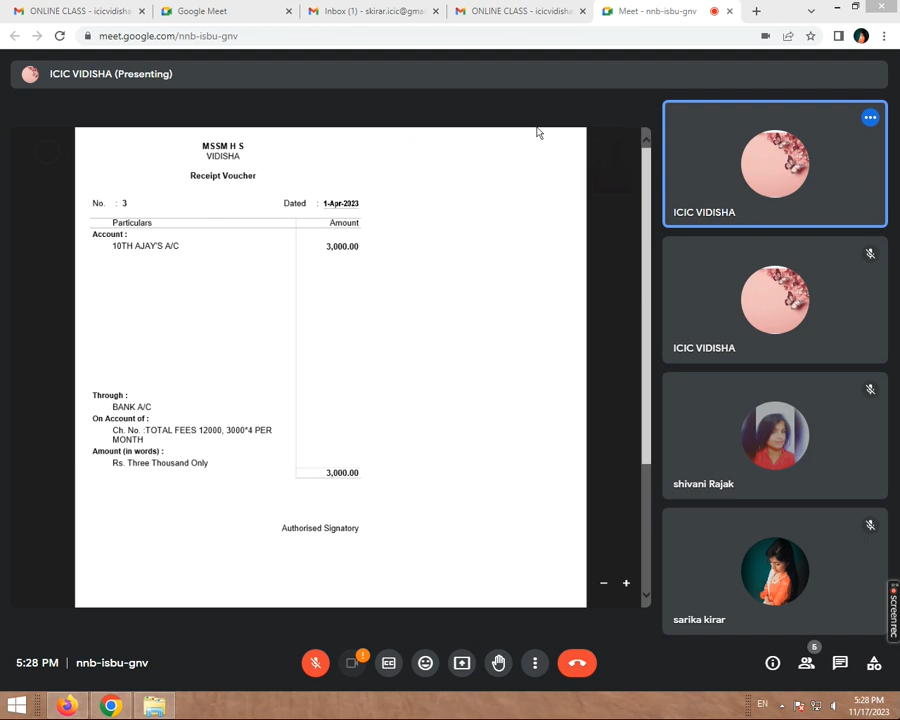 ONLINE CLASS - icicvidisha
Google Meet
Inbox (1) - skirar.icic@gmai
ONLINE CLASS - icicvidisha
Meet - nnb-isbu-gnv
meet.google.com/nnb-isbu-gnv
ICIC VIDISHA (Presenting)
MSSM H S
VIDISHA
Receipt Voucher
No. : 3
Dated : 1-Apr-2023
Particulars
Amount
Account :
10TH AJAY'S A/C
3,000.00
Through :
BANK A/C
On Account of :
Ch. No. :TOTAL FEES 12000, 3000*4 PER
MONTH
Amount (in words) :
Rs. Three Thousand Only
3,000.00
Authorised Signatory
ICIC VIDISHA
ICIC VIDISHA
shivani Rajak
sarika kirar
screenrec
5:28 PM | nnb-isbu-gnv
CC
5
EN
5:28 PM
11/17/2023